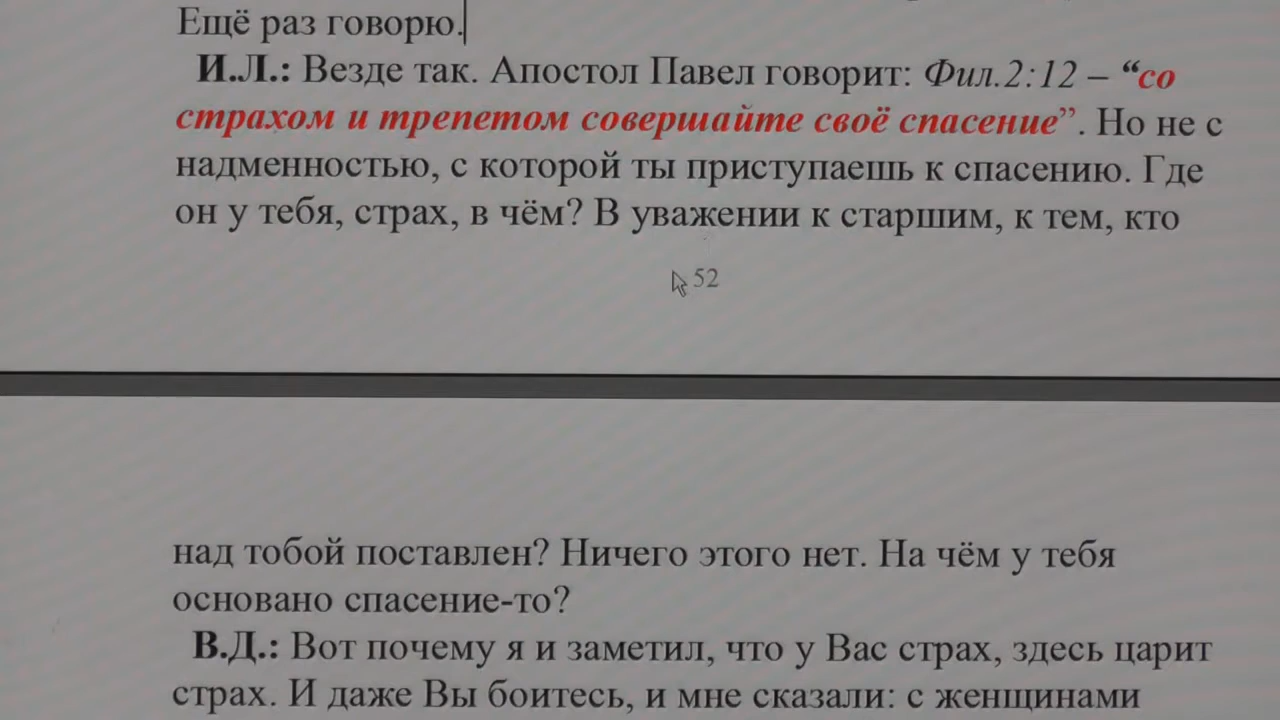 Ещё раз говорю.
И.Л.: Везде так. Апостол Павел говорит: Фил.2:12 – “со
страхом и трепетом совершайте своё спасение”. Но не с
надменностью, с которой ты приступаешь к спасению. Где
он у тебя, страх, в чём? В уважении к старшим, к тем, кто
52
над тобой поставлен? Ничего этого нет. На чём у тебя
основано спасение-то?
В.Д.: Вот почему я и заметил, что у Вас страх, здесь царит
страх. И даже Вы боитесь, и мне сказали: с женщинами